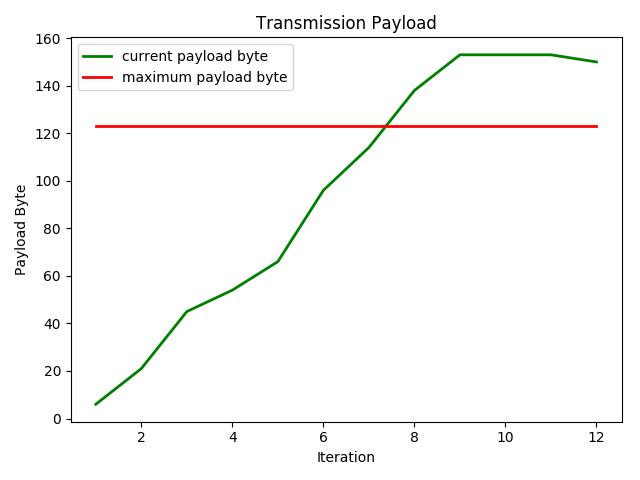 Transmission Payload
current payload byte
maximum payload byte
160
140
120
100
80
60
40
20
0
Payload Byte
2 4 6 8 10 12
Iteration